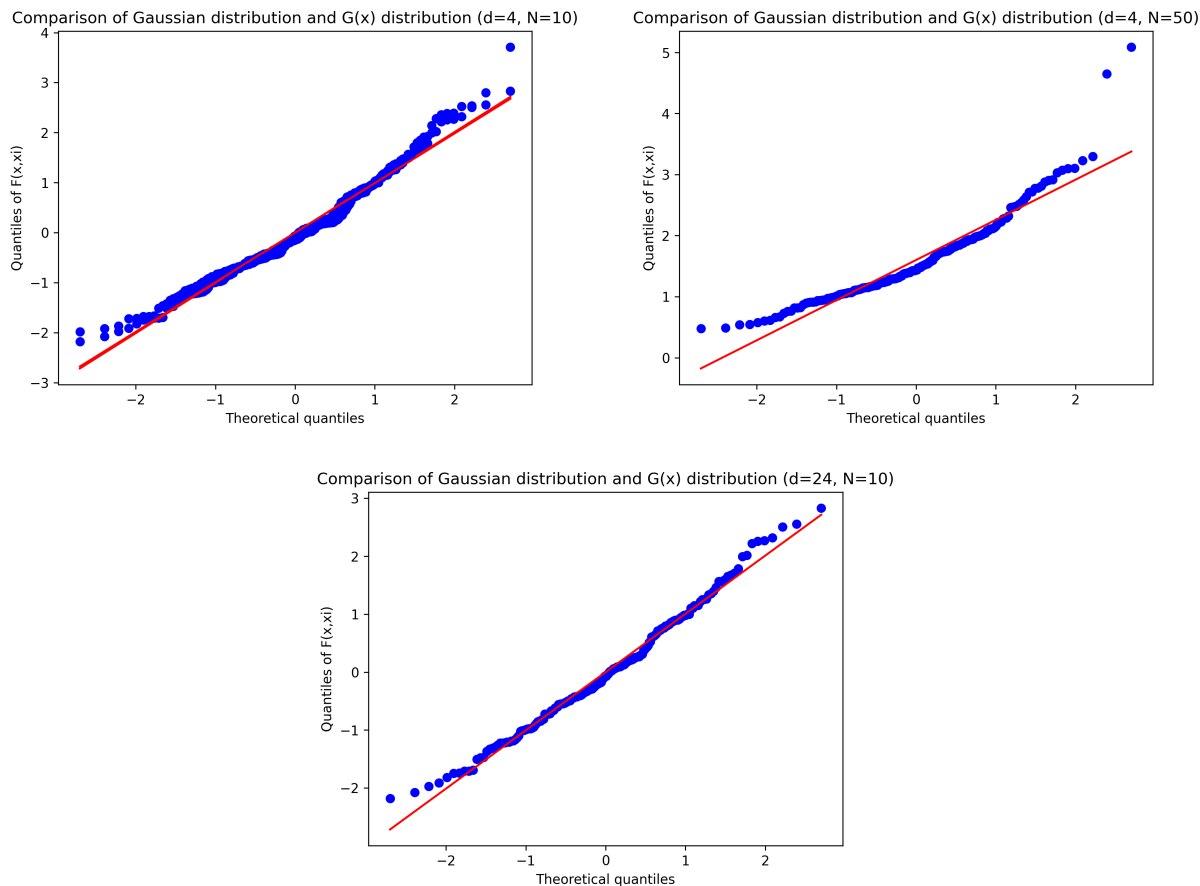 Comparison of Gaussian distribution and G(x) distribution (d=4, N=10)
4
3
2
1
0
−1
−2
−3
Quantiles of F(x,xi)
−2 −1 0 1 2
Theoretical quantiles
Comparison of Gaussian distribution and G(x) distribution (d=4, N=50)
5
4
3
2
1
0
Quantiles of F(x,xi)
−2 −1 0 1 2
Theoretical quantiles
Comparison of Gaussian distribution and G(x) distribution (d=24, N=10)
3
2
1
0
−1
−2
Quantiles of F(x,xi)
−2 −1 0 1 2
Theoretical quantiles